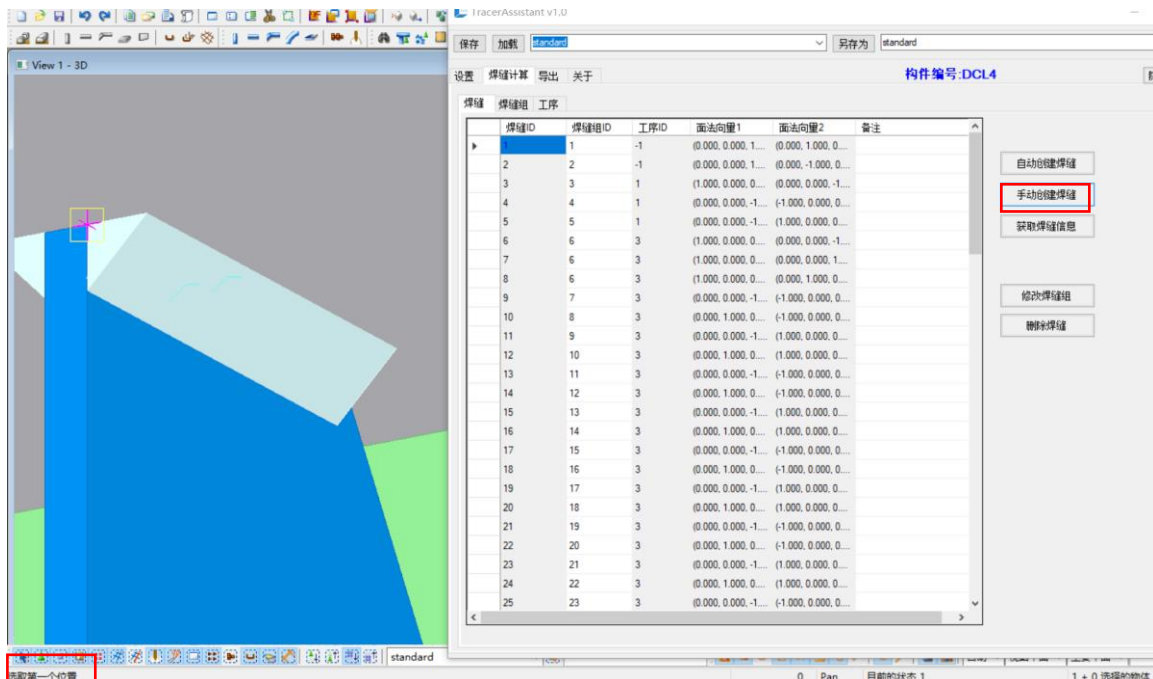 TracerAssistant v1.0
保存 加载 standard 另存为 standard
View 1 - 3D
设置 焊缝计算 导出 关于 构件编号:DCL4
焊缝 焊缝组 工序
焊缝ID 焊缝组ID 工序ID 面法向量1 面法向量2 备注
1 1 -1 (0.000, 0.000, 1.... (0.000, 1.000, 0....
2 2 -1 (0.000, 0.000, 1.... (0.000, -1.000, 0....
自动创建焊缝
3 3 1 (1.000, 0.000, 0.... (0.000, 0.000, -1....
手动创建焊缝
4 4 1 (0.000, 0.000, -1.... (-1.000, 0.000, 0....
5 5 1 (0.000, 0.000, -1.... (1.000, 0.000, 0....
获取焊缝信息
6 6 3 (1.000, 0.000, 0.... (0.000, 0.000, -1....
7 6 3 (1.000, 0.000, 0.... (0.000, 0.000, 1....
8 6 3 (1.000, 0.000, 0.... (0.000, 1.000, 0....
9 7 3 (0.000, 0.000, -1.... (-1.000, 0.000, 0....
修改焊缝组
10 8 3 (0.000, 1.000, 0.... (-1.000, 0.000, 0....
11 9 3 (0.000, 0.000, -1.... (1.000, 0.000, 0....
删除焊缝
12 10 3 (0.000, 1.000, 0.... (1.000, 0.000, 0....
13 11 3 (0.000, 0.000, -1.... (-1.000, 0.000, 0....
14 12 3 (0.000, 1.000, 0.... (-1.000, 0.000, 0....
15 13 3 (0.000, 0.000, -1.... (1.000, 0.000, 0....
16 14 3 (0.000, 1.000, 0.... (1.000, 0.000, 0....
17 15 3 (0.000, 0.000, -1.... (-1.000, 0.000, 0....
18 16 3 (0.000, 1.000, 0.... (-1.000, 0.000, 0....
19 17 3 (0.000, 0.000, -1.... (1.000, 0.000, 0....
20 18 3 (0.000, 1.000, 0.... (1.000, 0.000, 0....
21 19 3 (0.000, 0.000, -1.... (-1.000, 0.000, 0....
22 20 3 (0.000, 1.000, 0.... (-1.000, 0.000, 0....
23 21 3 (0.000, 0.000, -1.... (1.000, 0.000, 0....
24 22 3 (0.000, 1.000, 0.... (1.000, 0.000, 0....
25 23 3 (0.000, 0.000, -1.... (-1.000, 0.000, 0....
standard
选取第一个位置 0 Pan 目前的状态 1 1 + 0 选择的物体